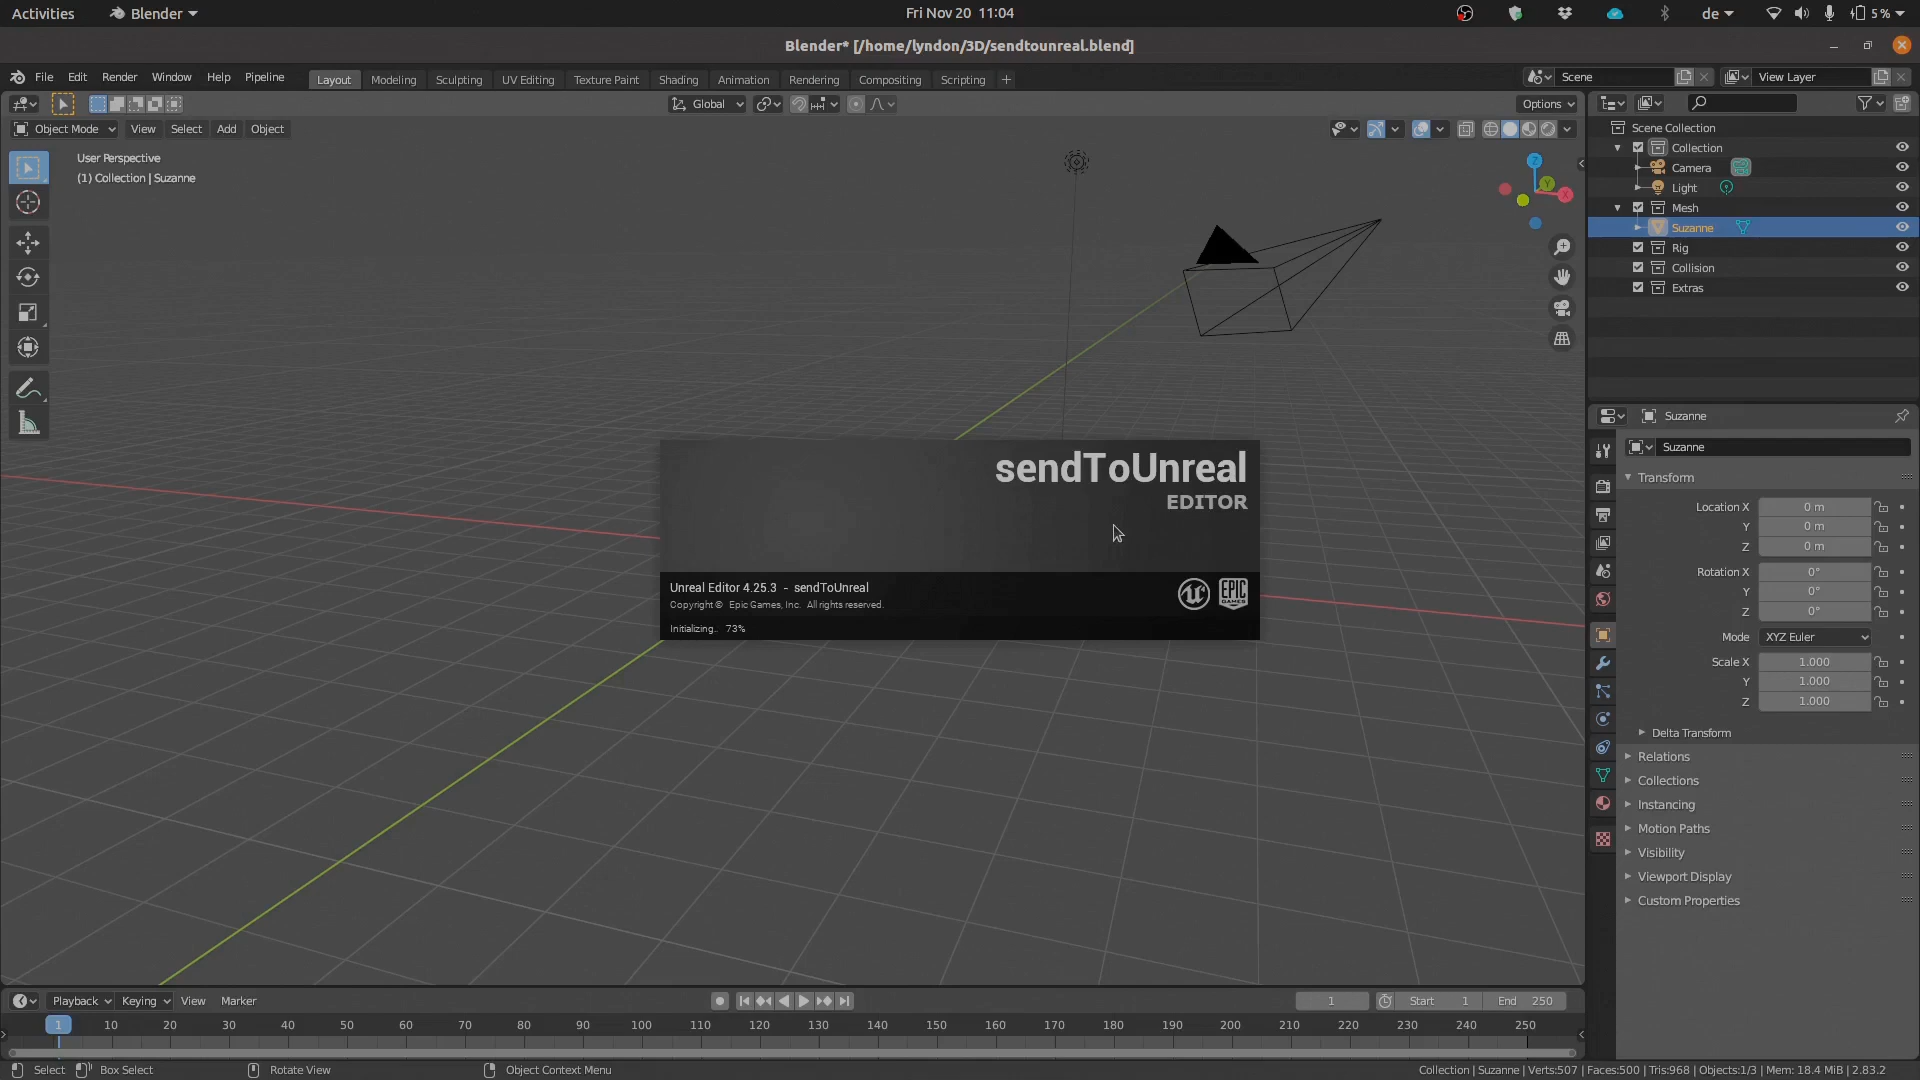 Activities Blender Fri Nov 20 11:04 de 5 %
Blender* [/home/lyndon/3D/sendtounreal.blend]
File Edit Render Window Help Pipeline Layout Modeling Sculpting UV Editing Texture Paint Shading Animation Rendering Compositing Scripting + Scene View Layer
Global Options
Object Mode View Select Add Object
User Perspective
(1) Collection | Suzanne
Z
Y
X
Scene Collection
Collection
Camera
Light
Mesh
Suzanne
Rig
Collision
Extras
sendToUnreal
EDITOR
Unreal Editor 4.25.3 - sendToUnreal
Copyright © Epic Games, Inc. All rights reserved.
EPIC
GAMES
Initializing.. 73%
Suzanne
Suzanne
Transform
Location X 0 m
Y 0 m
Z 0 m
Rotation X 0°
Y 0°
Z 0°
Mode XYZ Euler
Scale X 1.000
Y 1.000
Z 1.000
Delta Transform
Relations
Collections
Instancing
Motion Paths
Visibility
Viewport Display
Custom Properties
Playback Keying View Marker 1 Start 1 End 250
1 10 20 30 40 50 60 70 80 90 100 110 120 130 140 150 160 170 180 190 200 210 220 230 240 250
Select Box Select Rotate View Object Context Menu Collection | Suzanne | Verts:507 | Faces:500 | Tris:968 | Objects:1/3 | Mem: 18.4 MiB | 2.83.2